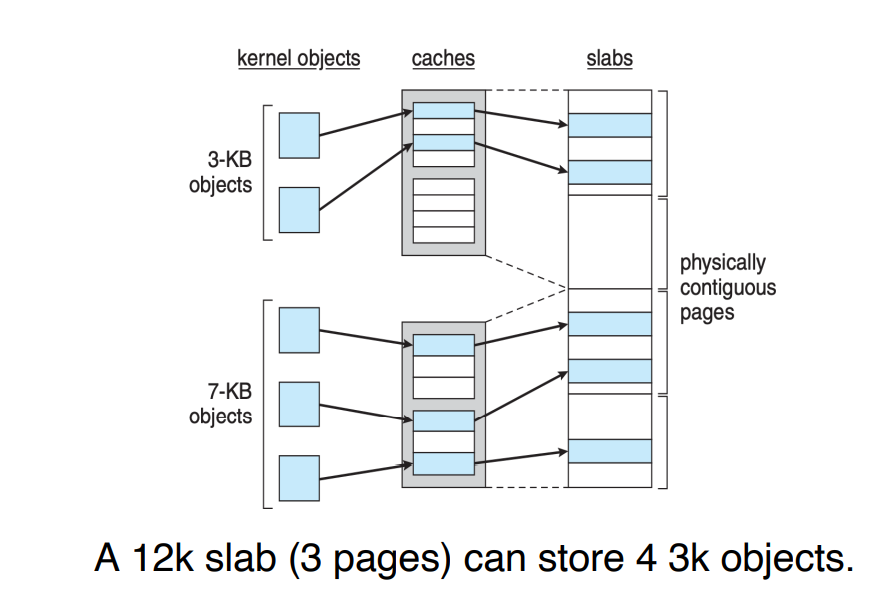 kernel objects
caches
slabs
3-KB
objects
physically
contiguous
pages
7-KB
objects
A 12k slab (3 pages) can store 4 3k objects.